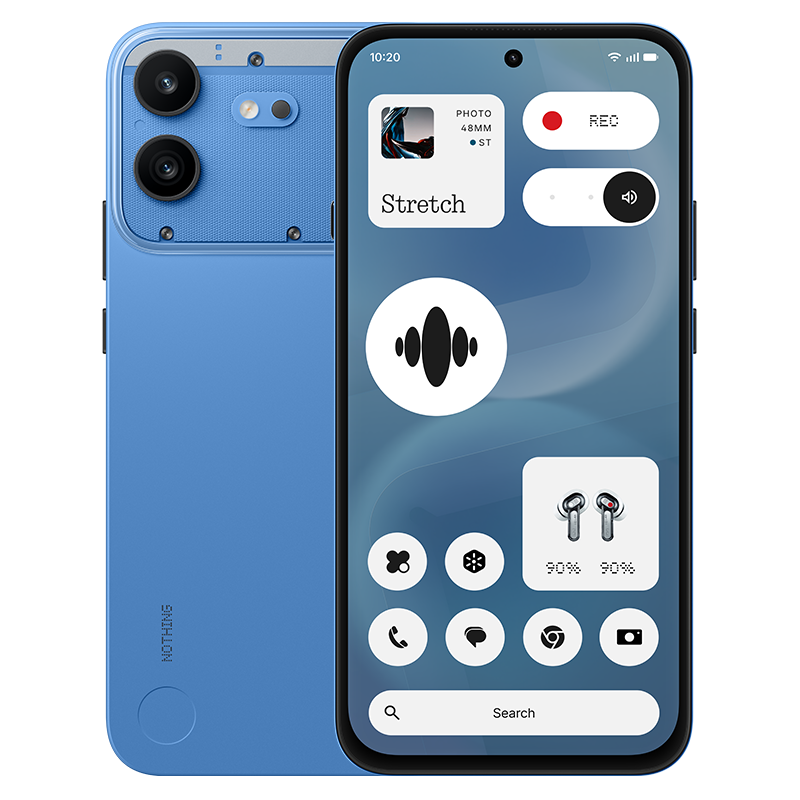 10:20
PHOTO
48MM
ST
Stretch
REC
90% 90%
Search
NOTHING